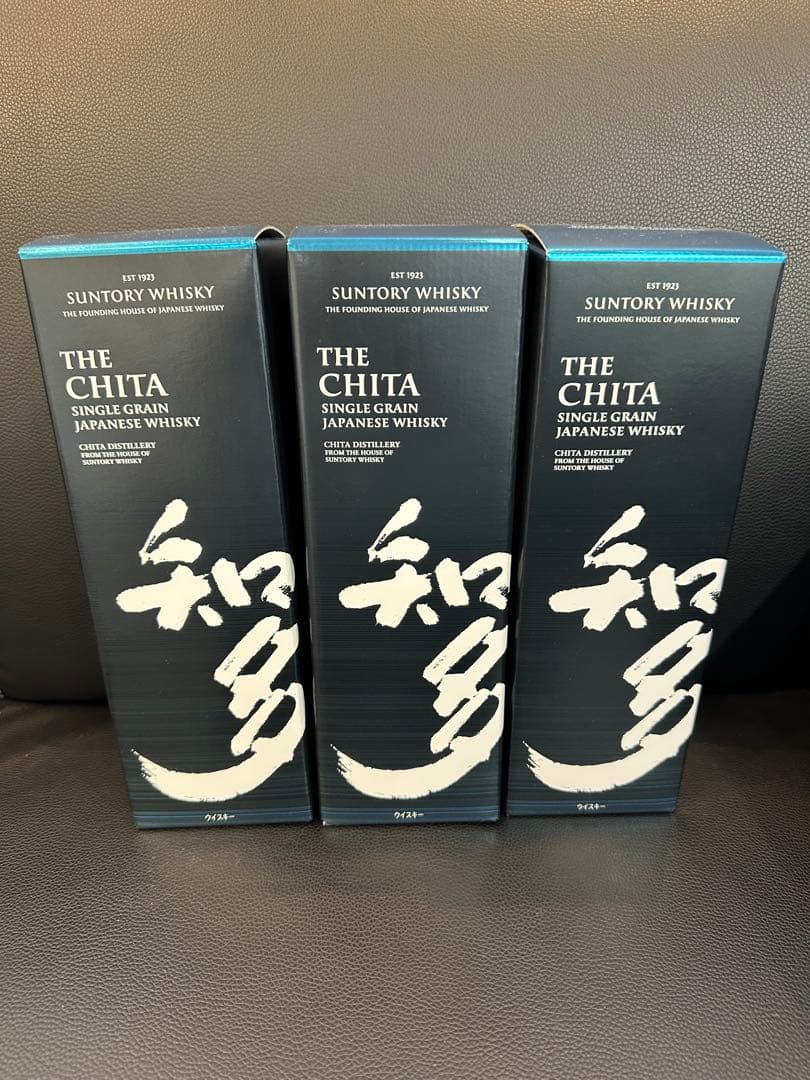 EST 1923
SUNTORY WHISKY
THE FOUNDING HOUSE OF JAPANESE WHISKY
THE
CHITA
SINGLE GRAIN
JAPANESE WHISKY
CHITA DISTILLERY
FROM THE HOUSE OF
SUNTORY WHISKY
知多
ウイスキー
EST 1923
SUNTORY WHISKY
THE FOUNDING HOUSE OF JAPANESE WHISKY
THE
CHITA
SINGLE GRAIN
JAPANESE WHISKY
CHITA DISTILLERY
FROM THE HOUSE OF
SUNTORY WHISKY
知多
ウイスキー
EST 1923
SUNTORY WHISKY
THE FOUNDING HOUSE OF JAPANESE WHISKY
THE
CHITA
SINGLE GRAIN
JAPANESE WHISKY
CHITA DISTILLERY
FROM THE HOUSE OF
SUNTORY WHISKY
知多
ウイスキー